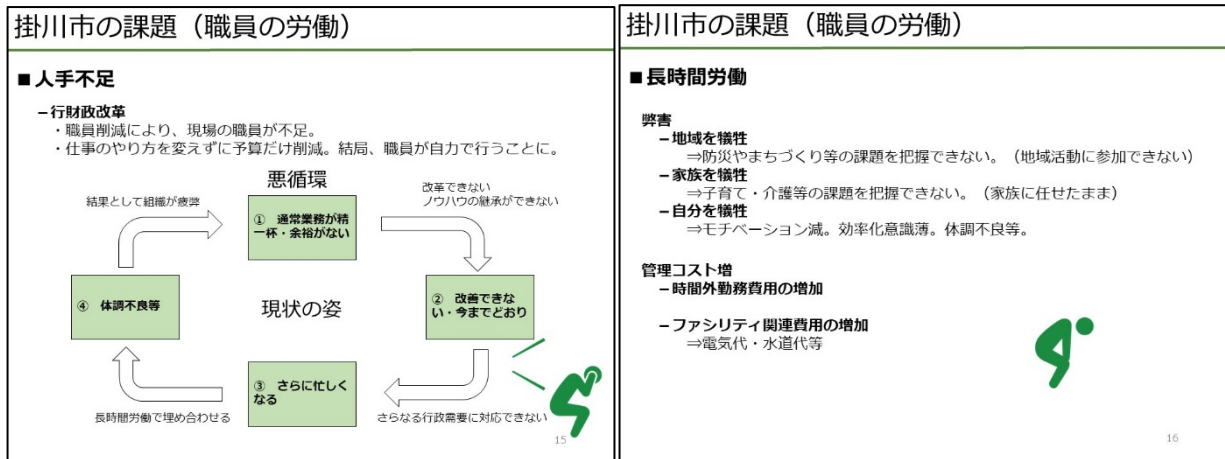 掛川市の課題（職員の労働）
■人手不足
－行財政改革
・職員削減により、現場の職員が不足。
・仕事のやり方を変えずに予算だけ削減。結局、職員が自力で行うことに。
悪循環
結果として組織が疲弊
改革できない
ノウハウの継承ができない
① 通常業務が精
一杯・余裕がない
④ 体調不良等
現状の姿
② 改善できな
い・今までどおり
③ さらに忙しく
なる
長時間労働で埋め合わせる
さらなる行政需要に対応できない
15
掛川市の課題（職員の労働）
■長時間労働
弊害
－地域を犠牲
⇒防災やまちづくり等の課題を把握できない。（地域活動に参加できない）
－家族を犠牲
⇒子育て・介護等の課題を把握できない。（家族に任せたまま）
－自分を犠牲
⇒モチベーション減。効率化意識薄。体調不良等。
管理コスト増
－時間外勤務費用の増加
－ファシリティ関連費用の増加
⇒電気代・水道代等
16